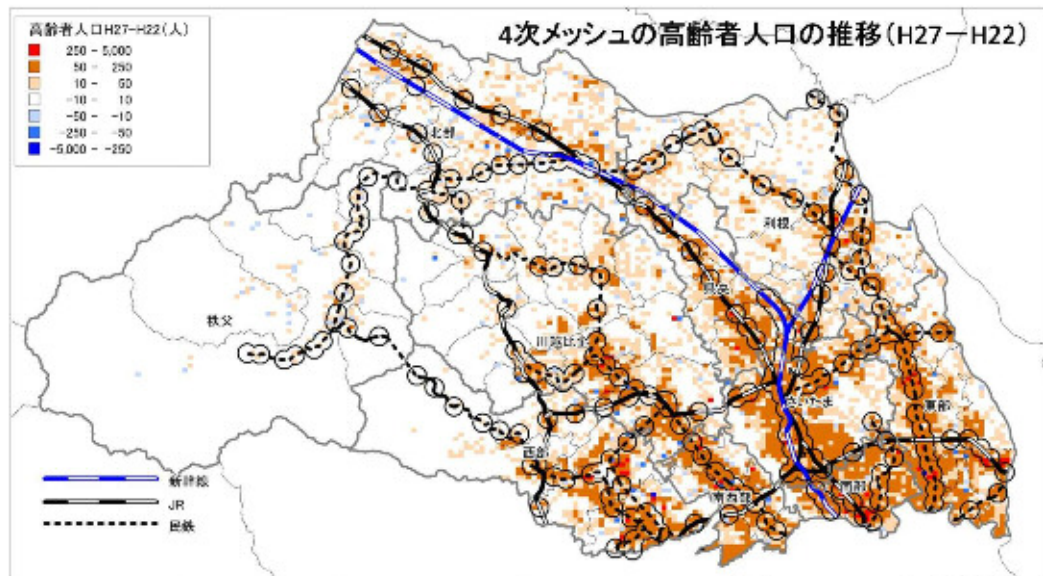 4次メッシュの高齢者人口の推移(H27-H22)
高齢者人口H27-H22(人)
250 - 5,000
50 - 250
10 - 50
-10 - 10
-50 - -10
-250 - -50
-5,000 - -250
北部
利根
県央
秩父
川越比企
さいたま
東部
西部
南西部
南部
新幹線
JR
民鉄